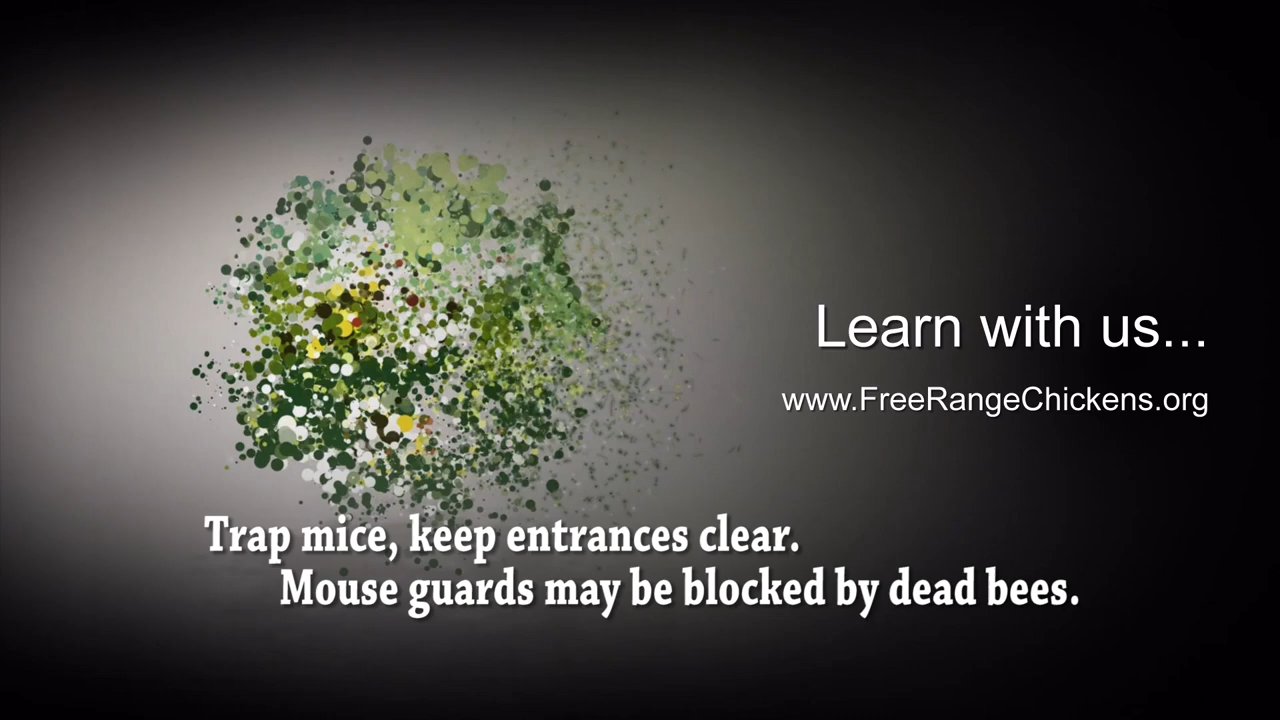 Learn with us...
www.FreeRangeChickens.org
Trap mice, keep entrances clear.
Mouse guards may be blocked by dead bees.